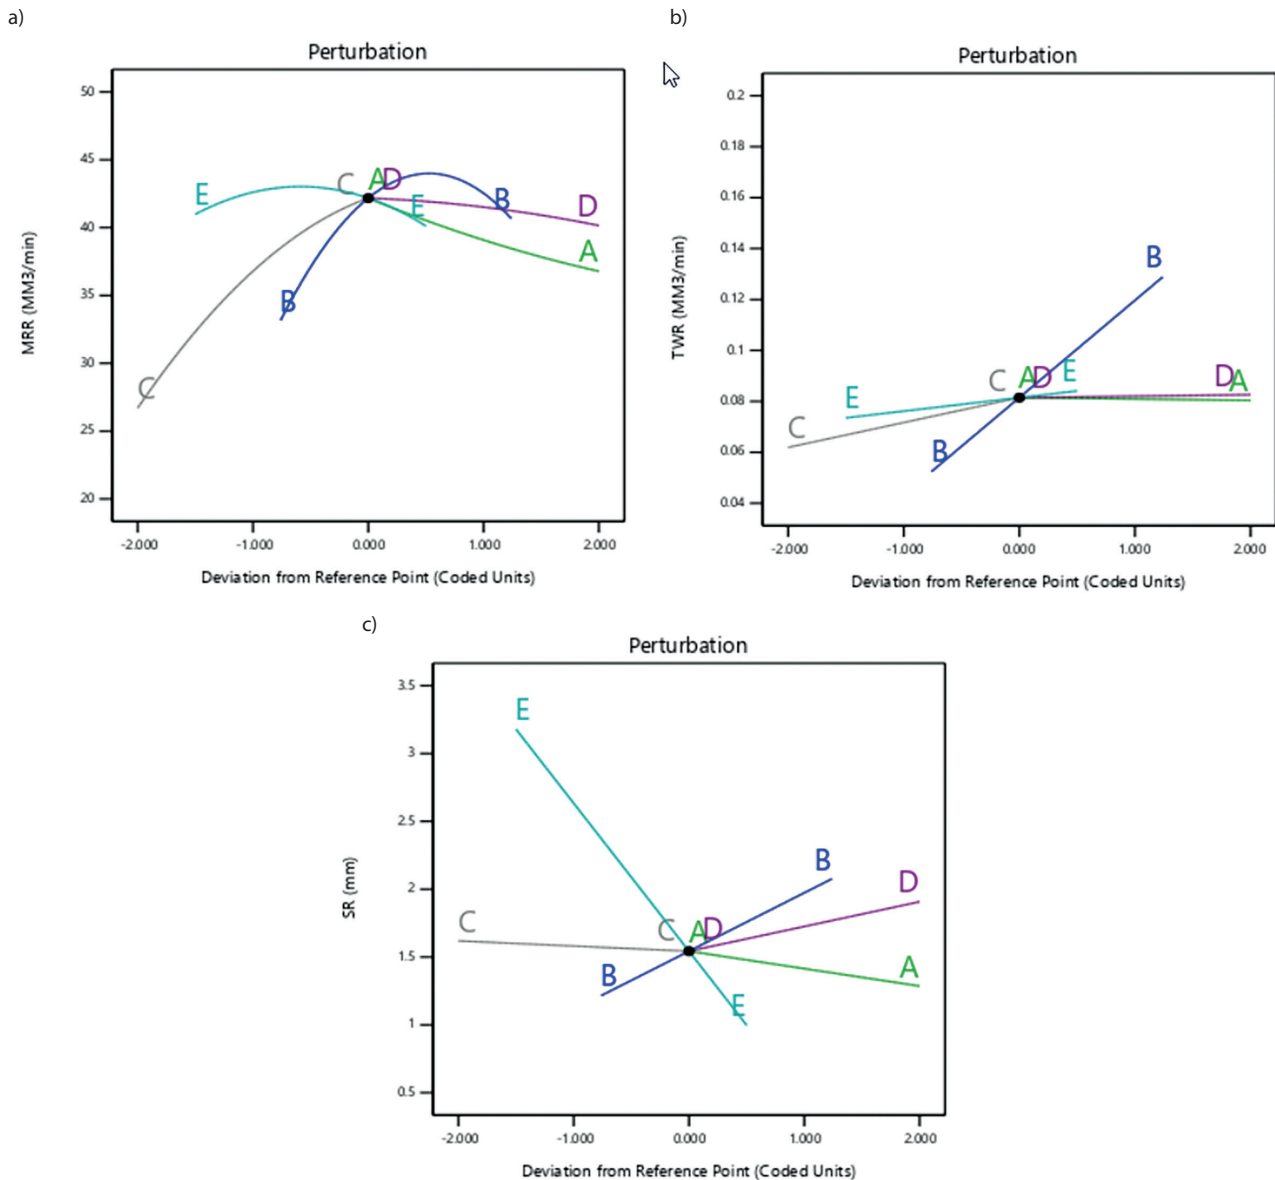 a)
Perturbation
50
45
40
35
30
25
20
MRR (MM3/min)
E
C
A
D
E
B
D
A
B
C
-2.000
-1.000
0.000
1.000
2.000
Deviation from Reference Point (Coded Units)
b)
Perturbation
0.2
0.18
0.16
0.14
0.12
0.1
0.08
0.06
0.04
TWR (MM3/min)
B
C
A
D
E
D
A
E
C
B
-2.000
-1.000
0.000
1.000
2.000
Deviation from Reference Point (Coded Units)
c)
Perturbation
3.5
3
2.5
2
1.5
1
0.5
SR (mm)
E
B
D
C
C
A
D
A
B
E
-2.000
-1.000
0.000
1.000
2.000
Deviation from Reference Point (Coded Units)